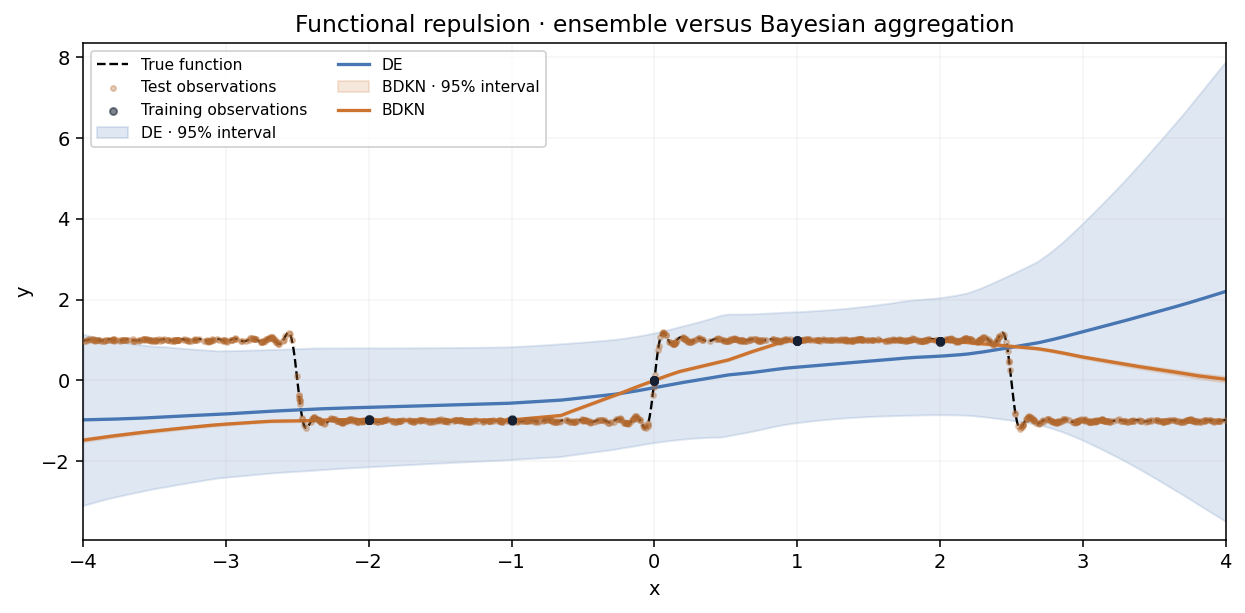 Functional repulsion · ensemble versus Bayesian aggregation
True function
Test observations
Training observations
DE · 95% interval
DE
BDKN · 95% interval
BDKN
y
8
6
4
2
0
−2
−4
−3
−2
−1
0
1
2
3
4
x